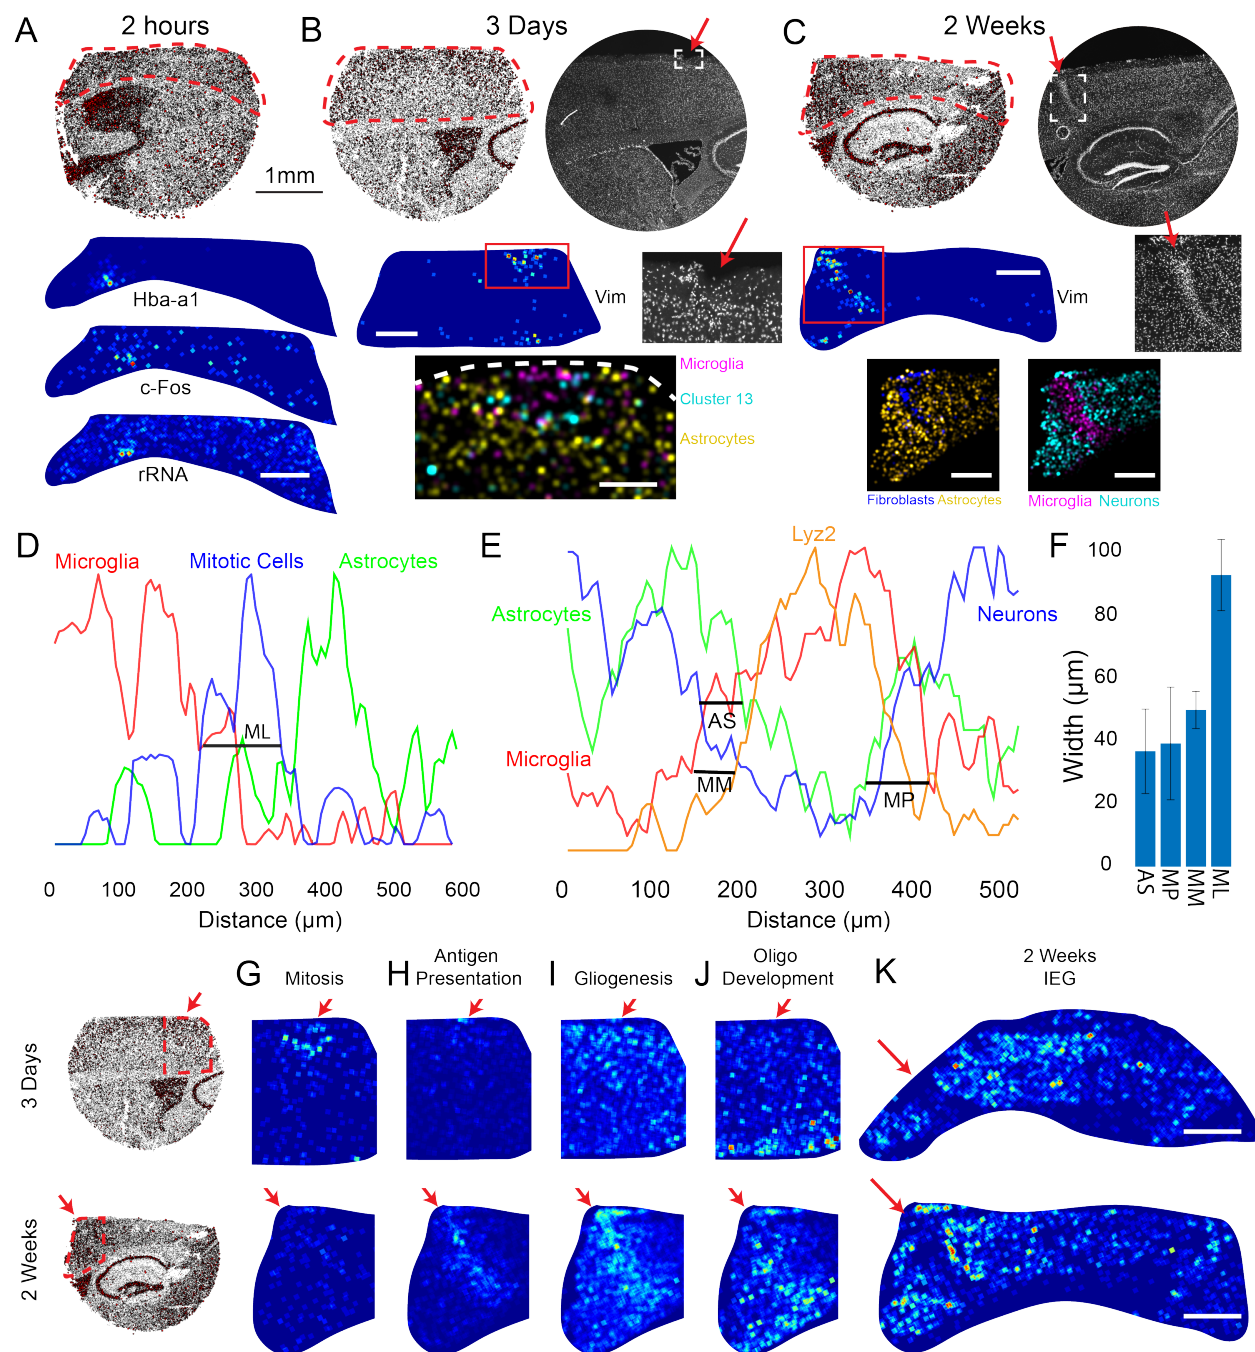 A
2 hours
B
3 Days
C
2 Weeks
1mm
Hba-a1
c-Fos
rRNA
Vim
Microglia
Cluster 13
Astrocytes
Vim
Fibroblasts Astrocytes
Microglia Neurons
D
Microglia
Mitotic Cells
Astrocytes
ML
0 100 200 300 400 500 600
Distance (µm)
E
Lyz2
Astrocytes
Neurons
AS
Microglia
MM
MP
0 100 200 300 400 500
Distance (µm)
F
100
80
60
40
20
0
Width (µm)
AS
MP
MM
ML
G
Mitosis
H
Antigen
Presentation
I
Gliogenesis
J
Oligo
Development
K
2 Weeks
IEG
3 Days
2 Weeks